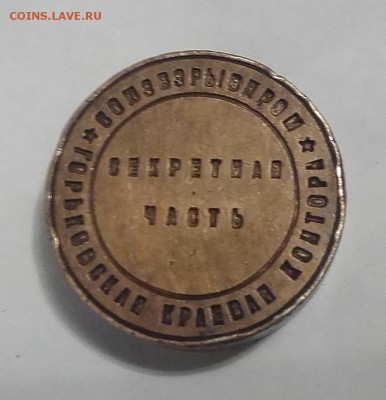 COINS.LAVE.RU
★ СОЮЗВЗРЫВПРОМ ★
ГОРЬКОВСКАЯ КРАЕВАЯ КОНТОРА
СЕКРЕТНАЯ
ЧАСТЬ